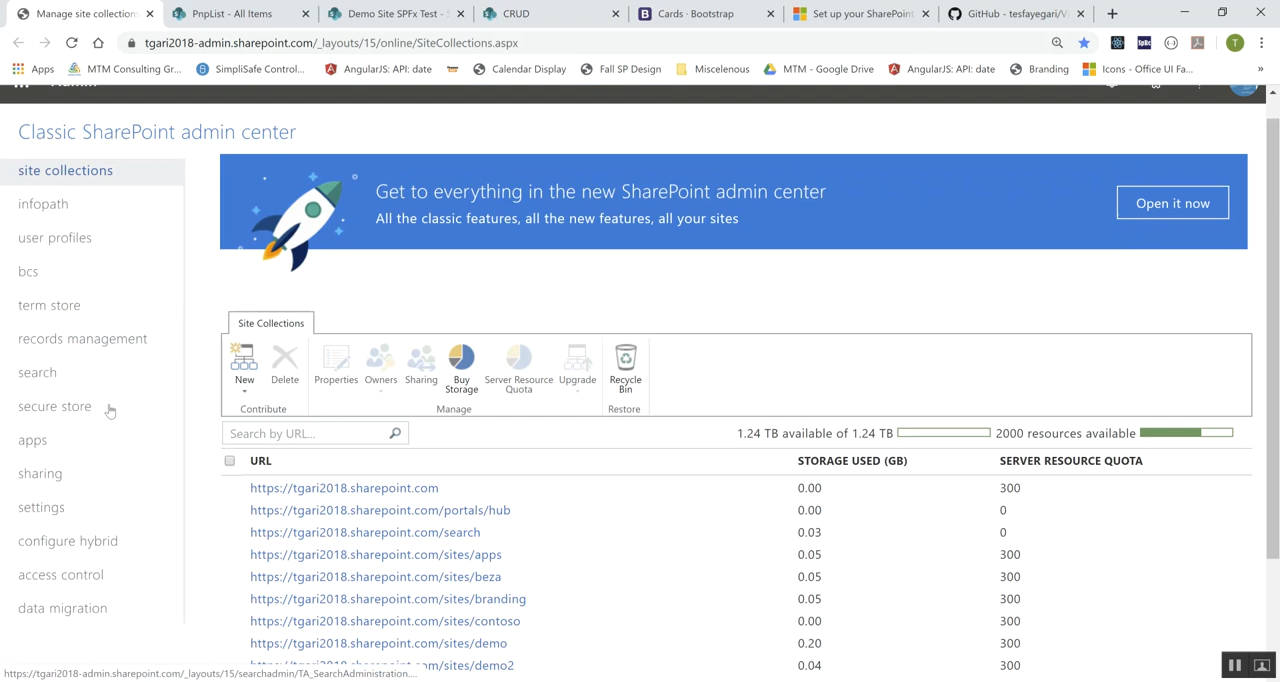 Manage site collections
PnpList - All Items
Demo Site SPFx Test - S
CRUD
Cards · Bootstrap
Set up your SharePoint
GitHub - tesfayegari/V
tgari2018-admin.sharepoint.com/_layouts/15/online/SiteCollections.aspx
SpRc
T
Apps
MTM Consulting Gr...
SimpliSafe Control...
AngularJS: API: date
Calendar Display
Fall SP Design
Miscelenous
MTM - Google Drive
AngularJS: API: date
Branding
Icons - Office UI Fa...
»
Admin
Classic SharePoint admin center
site collections
infopath
user profiles
bcs
term store
records management
search
secure store
apps
sharing
settings
configure hybrid
access control
data migration
Get to everything in the new SharePoint admin center
All the classic features, all the new features, all your sites
Open it now
Site Collections
New
Delete
Properties
Owners
Sharing
Buy
Storage
Server Resource
Quota
Upgrade
Recycle
Bin
Contribute
Manage
Restore
Search by URL...
1.24 TB available of 1.24 TB
2000 resources available
URL STORAGE USED (GB) SERVER RESOURCE QUOTA
https://tgari2018.sharepoint.com 0.00 300
https://tgari2018.sharepoint.com/portals/hub 0.00 0
https://tgari2018.sharepoint.com/search 0.03 0
https://tgari2018.sharepoint.com/sites/apps 0.05 300
https://tgari2018.sharepoint.com/sites/beza 0.05 300
https://tgari2018.sharepoint.com/sites/branding 0.05 300
https://tgari2018.sharepoint.com/sites/contoso 0.00 300
https://tgari2018.sharepoint.com/sites/demo 0.20 300
https://tgari2018.sharepoint.com/sites/demo2 0.04 300
https://tgari2018-admin.sharepoint.com/_layouts/15/searchadmin/TA_SearchAdministration....